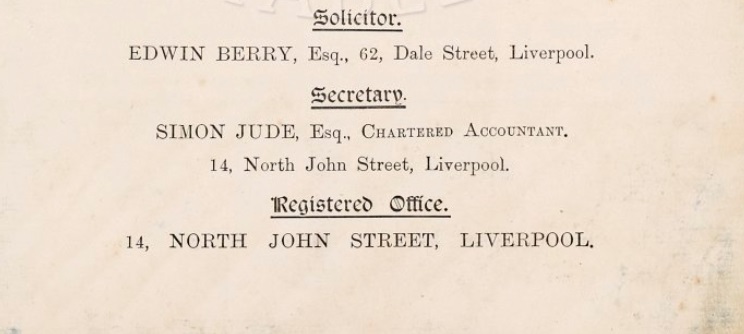 Solicitor.
EDWIN BERRY, Esq., 62, Dale Street, Liverpool.
Secretary.
SIMON JUDE, Esq., CHARTERED ACCOUNTANT.
14, North John Street, Liverpool.
Registered Office.
14, NORTH JOHN STREET, LIVERPOOL.